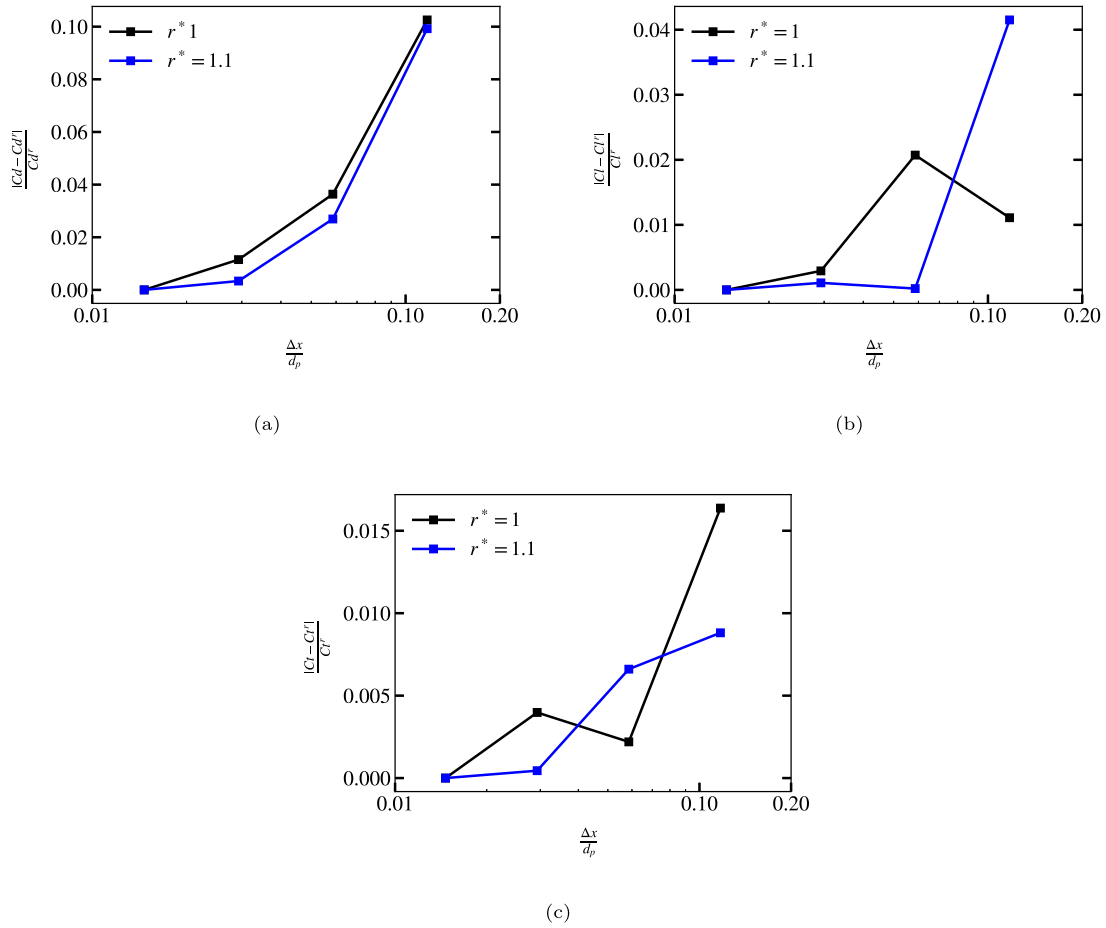 |Cd − Cd^r| / Cd^r
0.10
0.08
0.06
0.04
0.02
0.00
r* 1
r* = 1.1
0.01
0.10
0.20
Δx / d_p
(a)
|Cl − Cl^r| / Cl^r
0.04
0.03
0.02
0.01
0.00
r* = 1
r* = 1.1
0.01
0.10
0.20
Δx / d_p
(b)
|Ct − Ct^r| / Ct^r
0.015
0.010
0.005
0.000
r* = 1
r* = 1.1
0.01
0.10
0.20
Δx / d_p
(c)